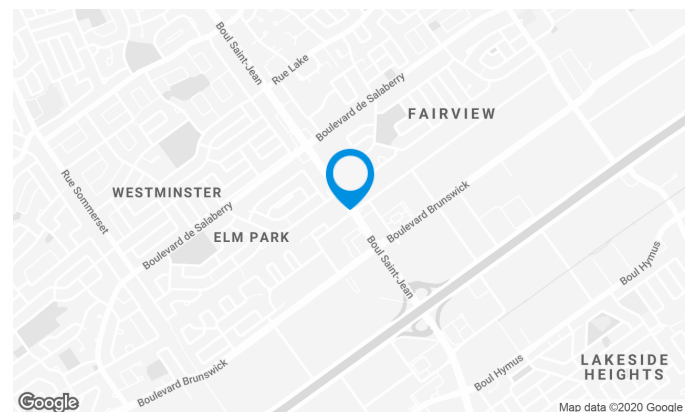 Boul Saint-Jean
Rue Lake
Boulevard de Salaberry
FAIRVIEW
Rue Sommerset
WESTMINSTER
Boulevard de Salaberry
ELM PARK
Boulevard Brunswick
Boul Saint-Jean
Boul Hymus
Boulevard Brunswick
Boul Hymus
LAKESIDE
HEIGHTS
Google
Map data ©2020 Google